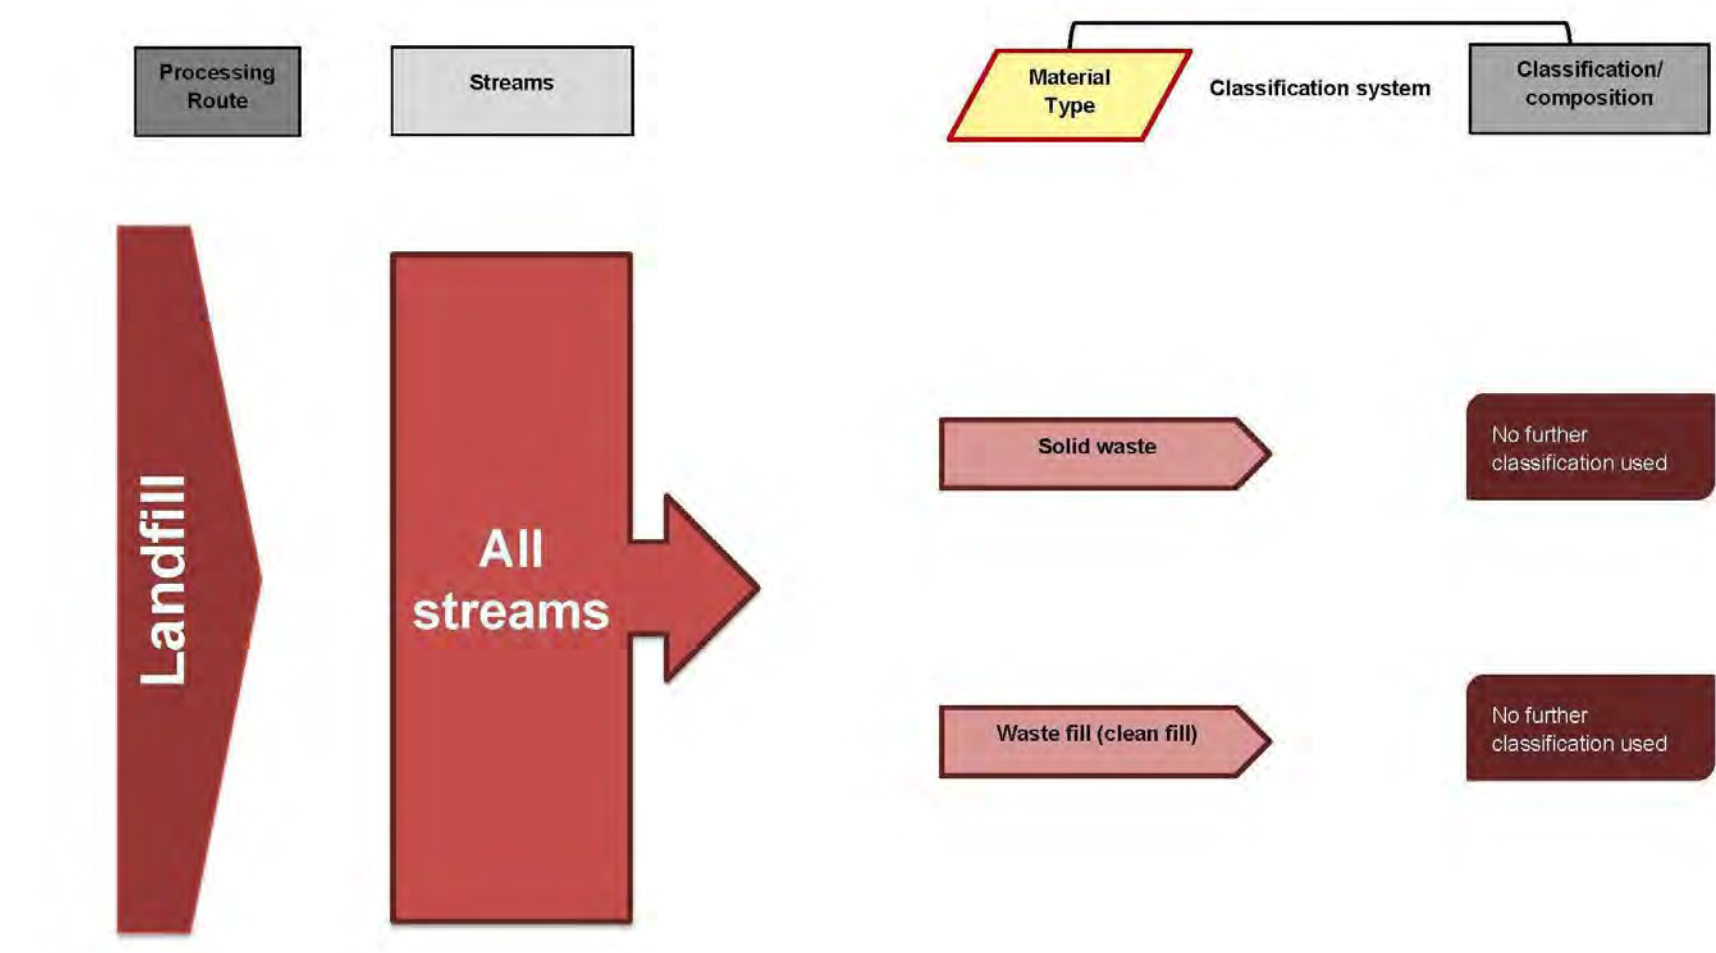 Processing
Route
Streams
Material
Type
Classification system
Classification/
composition
Landfill
All
streams
Solid waste
No further
classification used
Waste fill (clean fill)
No further
classification used